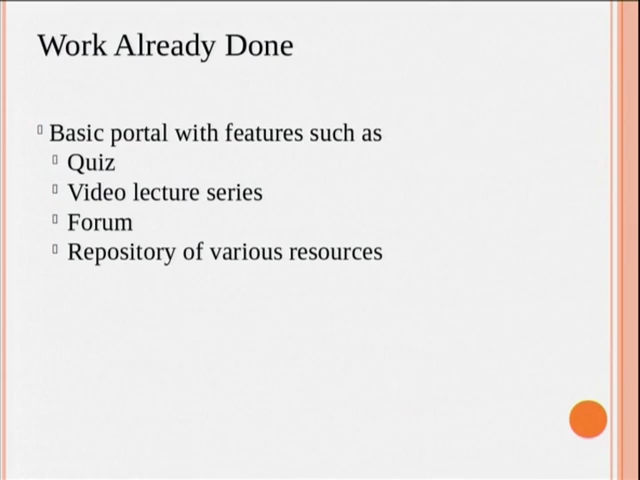 Work Already Done
Basic portal with features such as
Quiz
Video lecture series
Forum
Repository of various resources